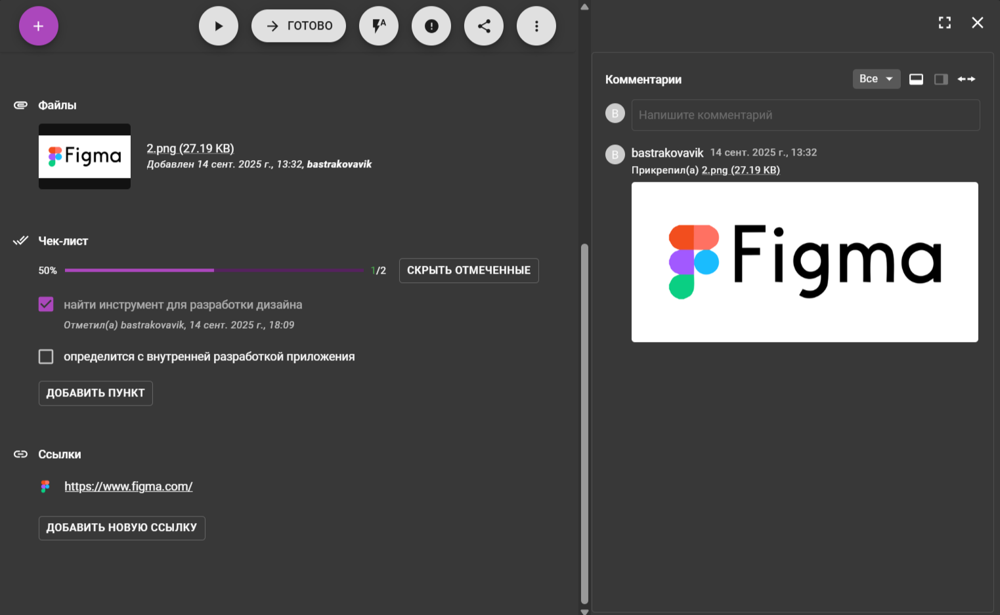 ГОТОВО
A
Файлы
Figma
2.png (27.19 KB)
Добавлен 14 сент. 2025 г., 13:32, bastrakovavik
Чек-лист
50%
1/2
СКРЫТЬ ОТМЕЧЕННЫЕ
найти инструмент для разработки дизайна
Отметил(а) bastrakovavik, 14 сент. 2025 г., 18:09
определится с внутренней разработкой приложения
ДОБАВИТЬ ПУНКТ
Ссылки
https://www.figma.com/
ДОБАВИТЬ НОВУЮ ССЫЛКУ
Комментарии
Все
B
Напишите комментарий
B
bastrakovavik 14 сент. 2025 г., 13:32
Прикрепил(а) 2.png (27.19 KB)
Figma